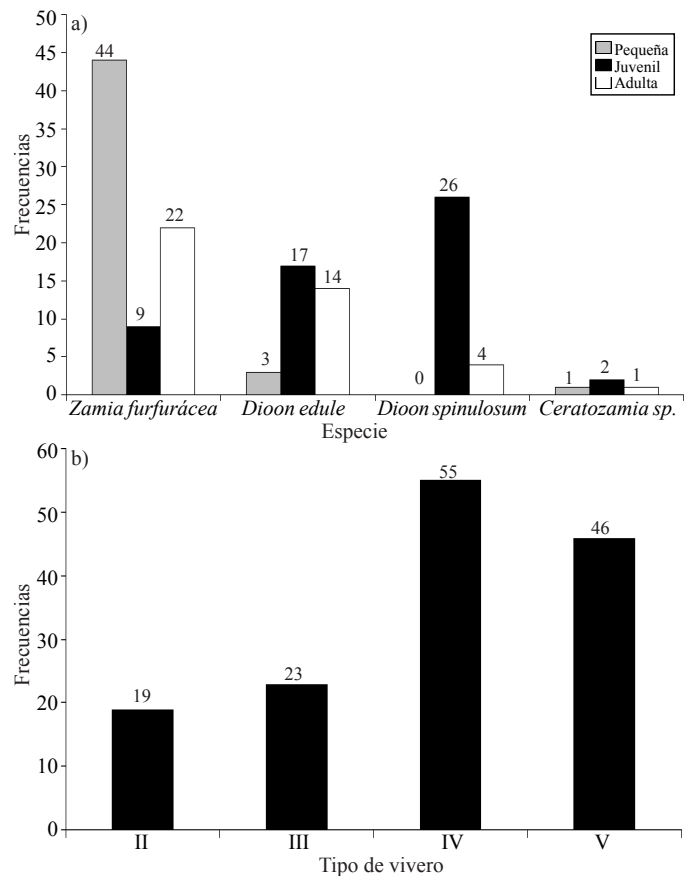 a)
50
45
40
35
30
25
20
15
10
5
0
Frecuencias
44
9
22
3
17
14
0
26
4
1
2
1
Pequeña
Juvenil
Adulta
Zamia furfurácea
Dioon edule
Dioon spinulosum
Ceratozamia sp.
Especie
b)
60
50
40
30
20
10
0
Frecuencias
19
23
55
46
II
III
IV
V
Tipo de vivero